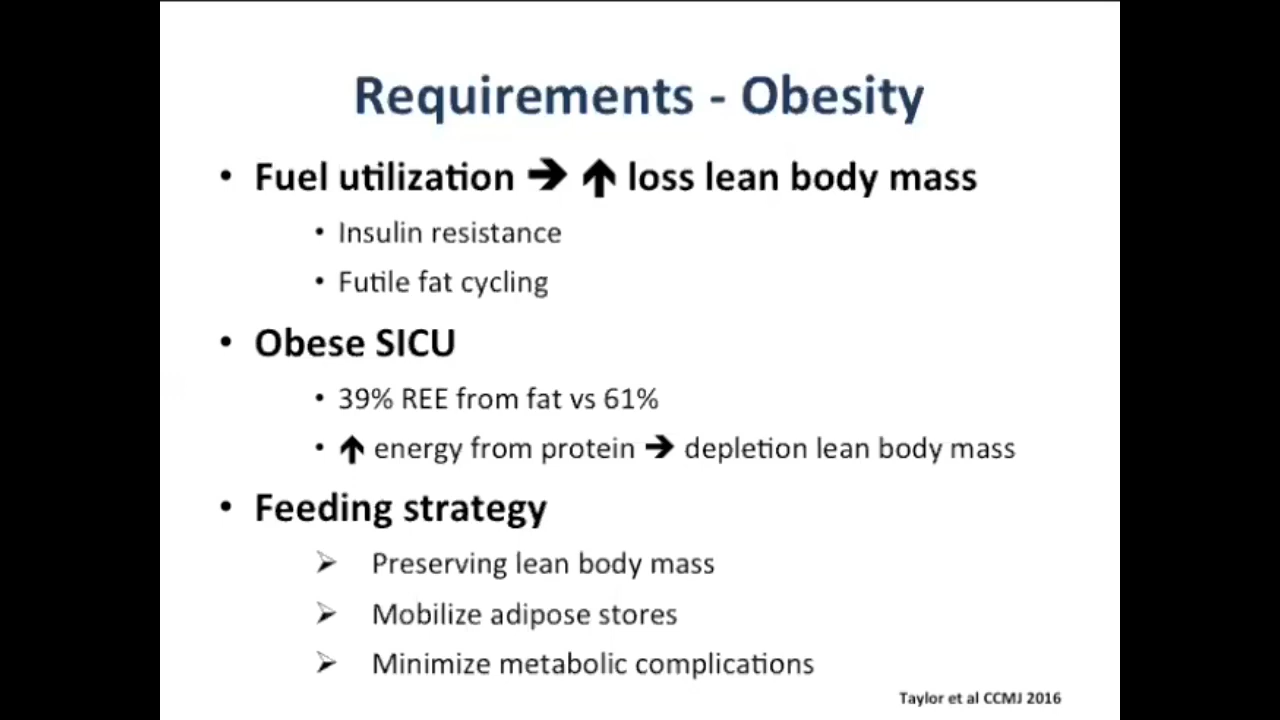 Requirements - Obesity
• Fuel utilization ➔ ↑ loss lean body mass
• Insulin resistance
• Futile fat cycling
• Obese SICU
• 39% REE from fat vs 61%
• ↑ energy from protein ➔ depletion lean body mass
• Feeding strategy
➢ Preserving lean body mass
➢ Mobilize adipose stores
➢ Minimize metabolic complications
Taylor et al CCMJ 2016